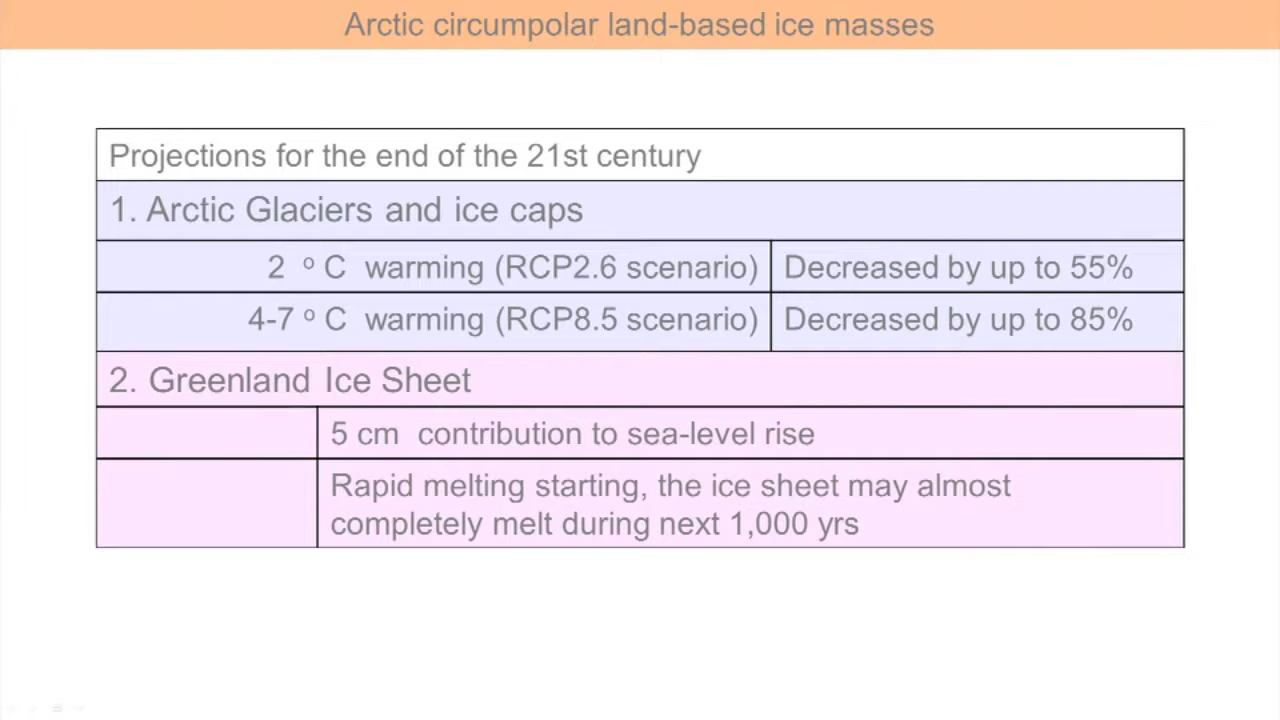 Arctic circumpolar land-based ice masses
Projections for the end of the 21st century
1. Arctic Glaciers and ice caps
2 º C warming (RCP2.6 scenario)
Decreased by up to 55%
4-7 º C warming (RCP8.5 scenario)
Decreased by up to 85%
2. Greenland Ice Sheet
5 cm contribution to sea-level rise
Rapid melting starting, the ice sheet may almost
completely melt during next 1,000 yrs